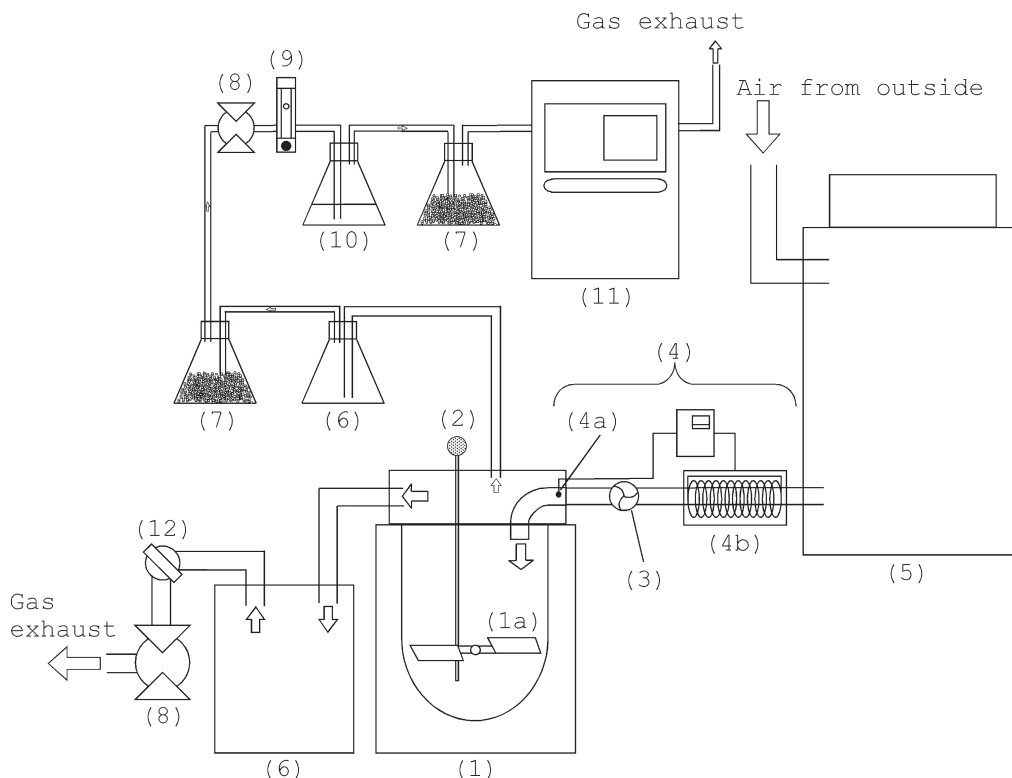 Gas exhaust
(9)
(8)
Air from outside
(10)
(7)
(11)
(4)
(7)
(6)
(2)
(4a)
(12)
(4b)
(3)
(5)
Gas
exhaust
(1a)
(8)
(6)
(1)